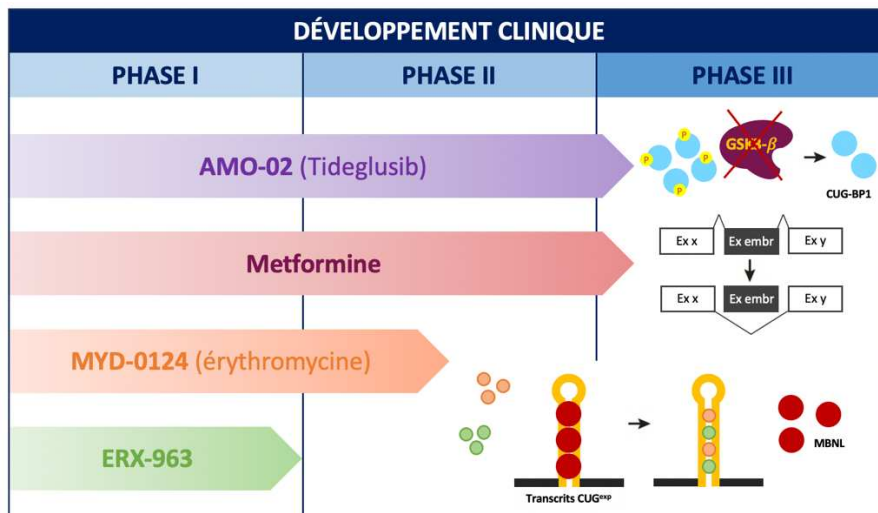 DÉVELOPPEMENT CLINIQUE
PHASE I
PHASE II
PHASE III
AMO-02 (Tideglusib)
P
P
P
P
GSK3-β
CUG-BP1
Metformine
Ex x
Ex embr
Ex y
Ex x
Ex embr
Ex y
MYD-0124 (érythromycine)
ERX-963
MBNL
Transcrits CUGexp